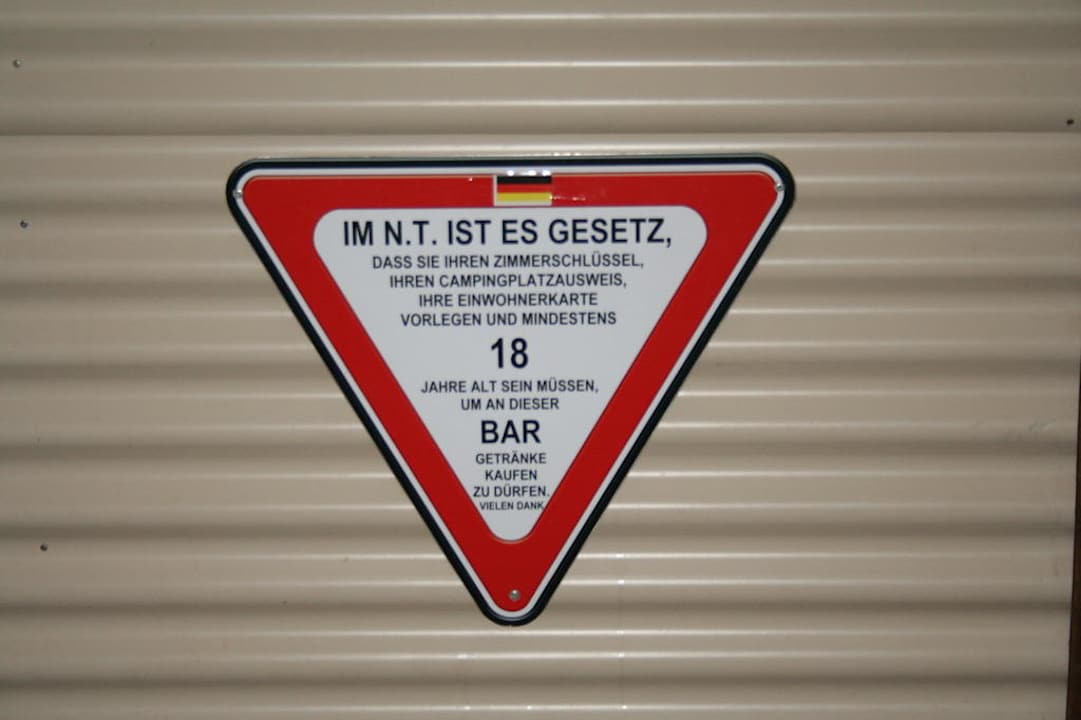 IM N.T. IST ES GESETZ,
DASS SIE IHREN ZIMMERSCHLÜSSEL,
IHREN CAMPINGPLATZAUSWEIS,
IHRE EINWOHNERKARTE
VORLEGEN UND MINDESTENS
18
JAHRE ALT SEIN MÜSSEN,
UM AN DIESER
BAR
GETRÄNKE
KAUFEN
ZU DÜRFEN.
VIELEN DANK.